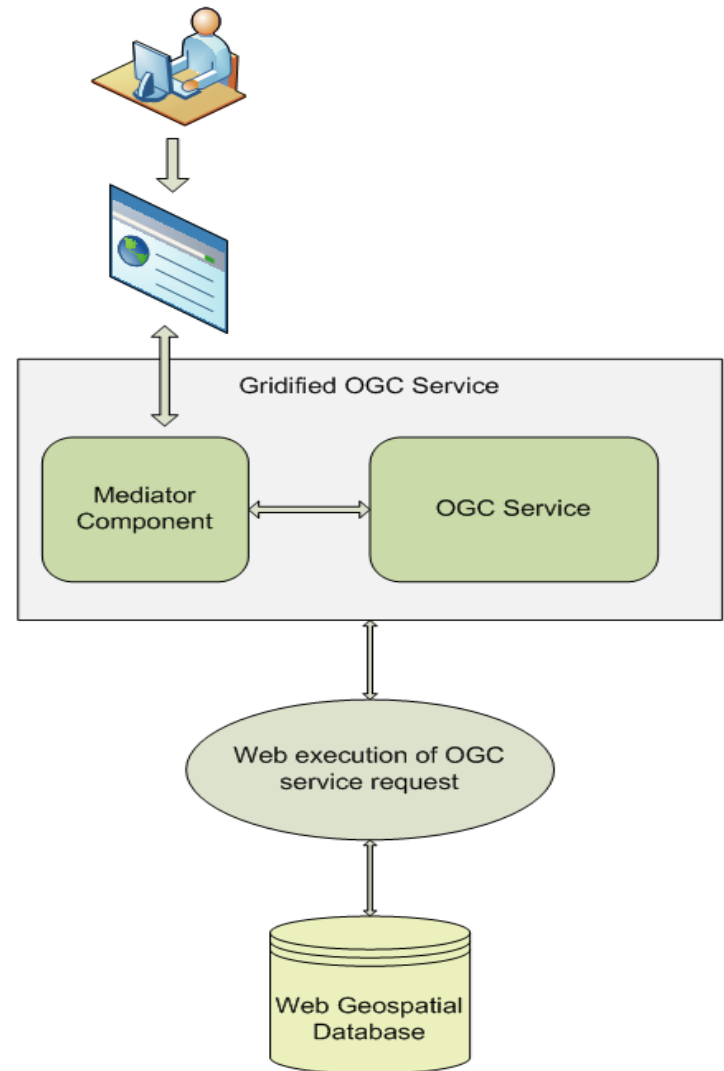 Gridified OGC Service
Mediator
Component
OGC Service
Web execution of OGC
service request
Web Geospatial
Database